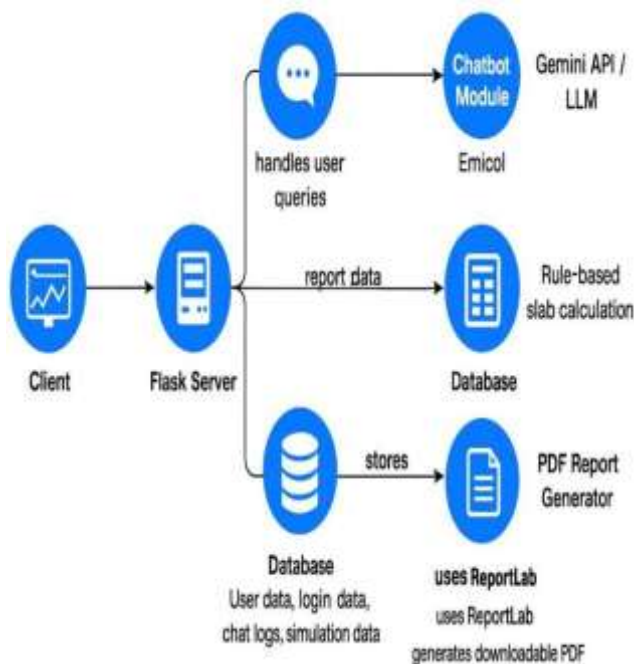 Chatbot
Module
Gemini API /
LLM
handles user
queries
Emicol
report data
Rule-based
slab calculation
Client
Flask Server
Database
stores
PDF Report
Generator
Database
User data, login data,
chat logs, simulation data
uses ReportLab
uses ReportLab
generates downloadable PDF